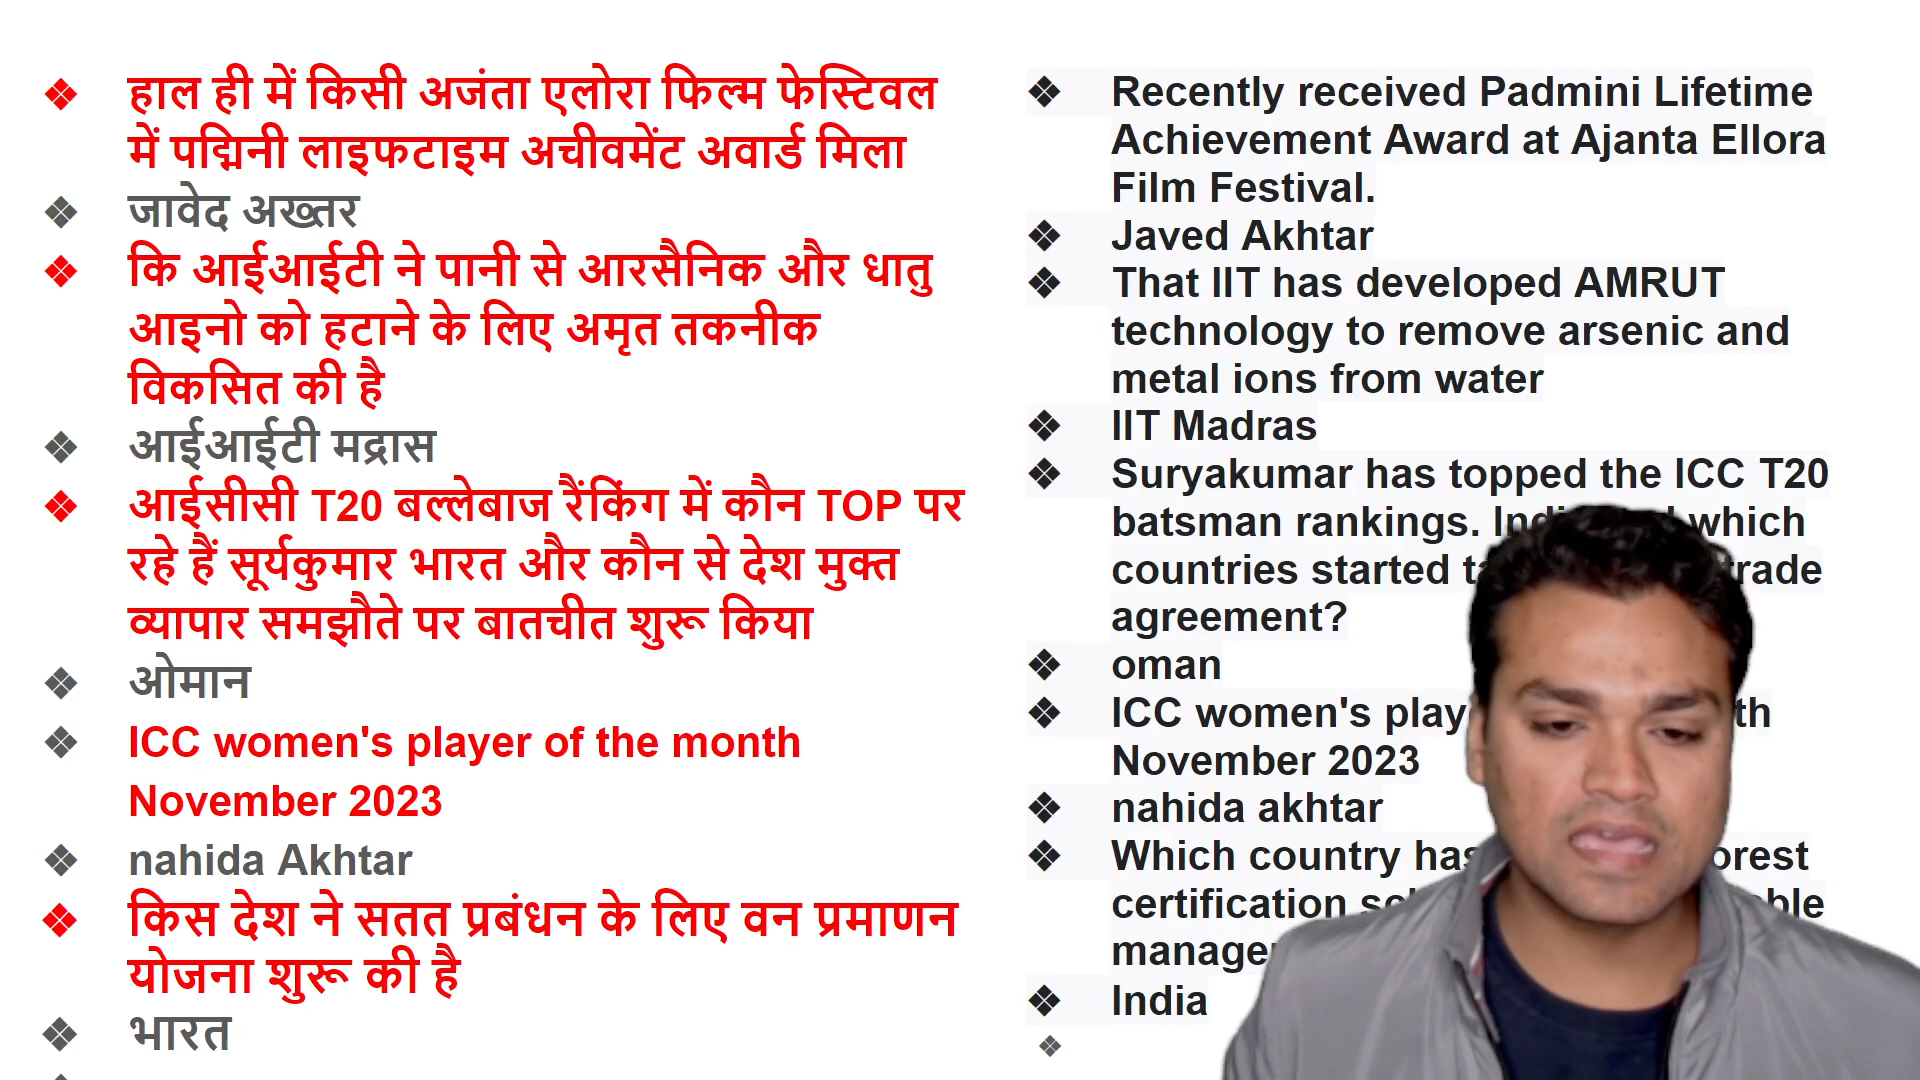 ❖ हाल ही में किसी अजंता एलोरा फिल्म फेस्टिवल
में पद्मिनी लाइफटाइम अचीवमेंट अवार्ड मिला
❖ जावेद अख्तर
❖ कि आईआईटी ने पानी से आरसैनिक और धातु
आइनो को हटाने के लिए अमृत तकनीक
विकसित की है
❖ आईआईटी मद्रास
❖ आईसीसी T20 बल्लेबाज रैंकिंग में कौन TOP पर
रहे हैं सूर्यकुमार भारत और कौन से देश मुक्त
व्यापार समझौते पर बातचीत शुरू किया
❖ ओमान
❖ ICC women's player of the month
November 2023
❖ nahida Akhtar
❖ किस देश ने सतत प्रबंधन के लिए वन प्रमाणन
योजना शुरू की है
❖ भारत
❖ Recently received Padmini Lifetime
Achievement Award at Ajanta Ellora
Film Festival.
❖ Javed Akhtar
❖ That IIT has developed AMRUT
technology to remove arsenic and
metal ions from water
❖ IIT Madras
❖ Suryakumar has topped the ICC T20
batsman rankings. which
countries started trade
agreement?
❖ oman
❖ ICC women's
November 2023
❖ nahida akhtar
❖ Which country
certification
❖ India